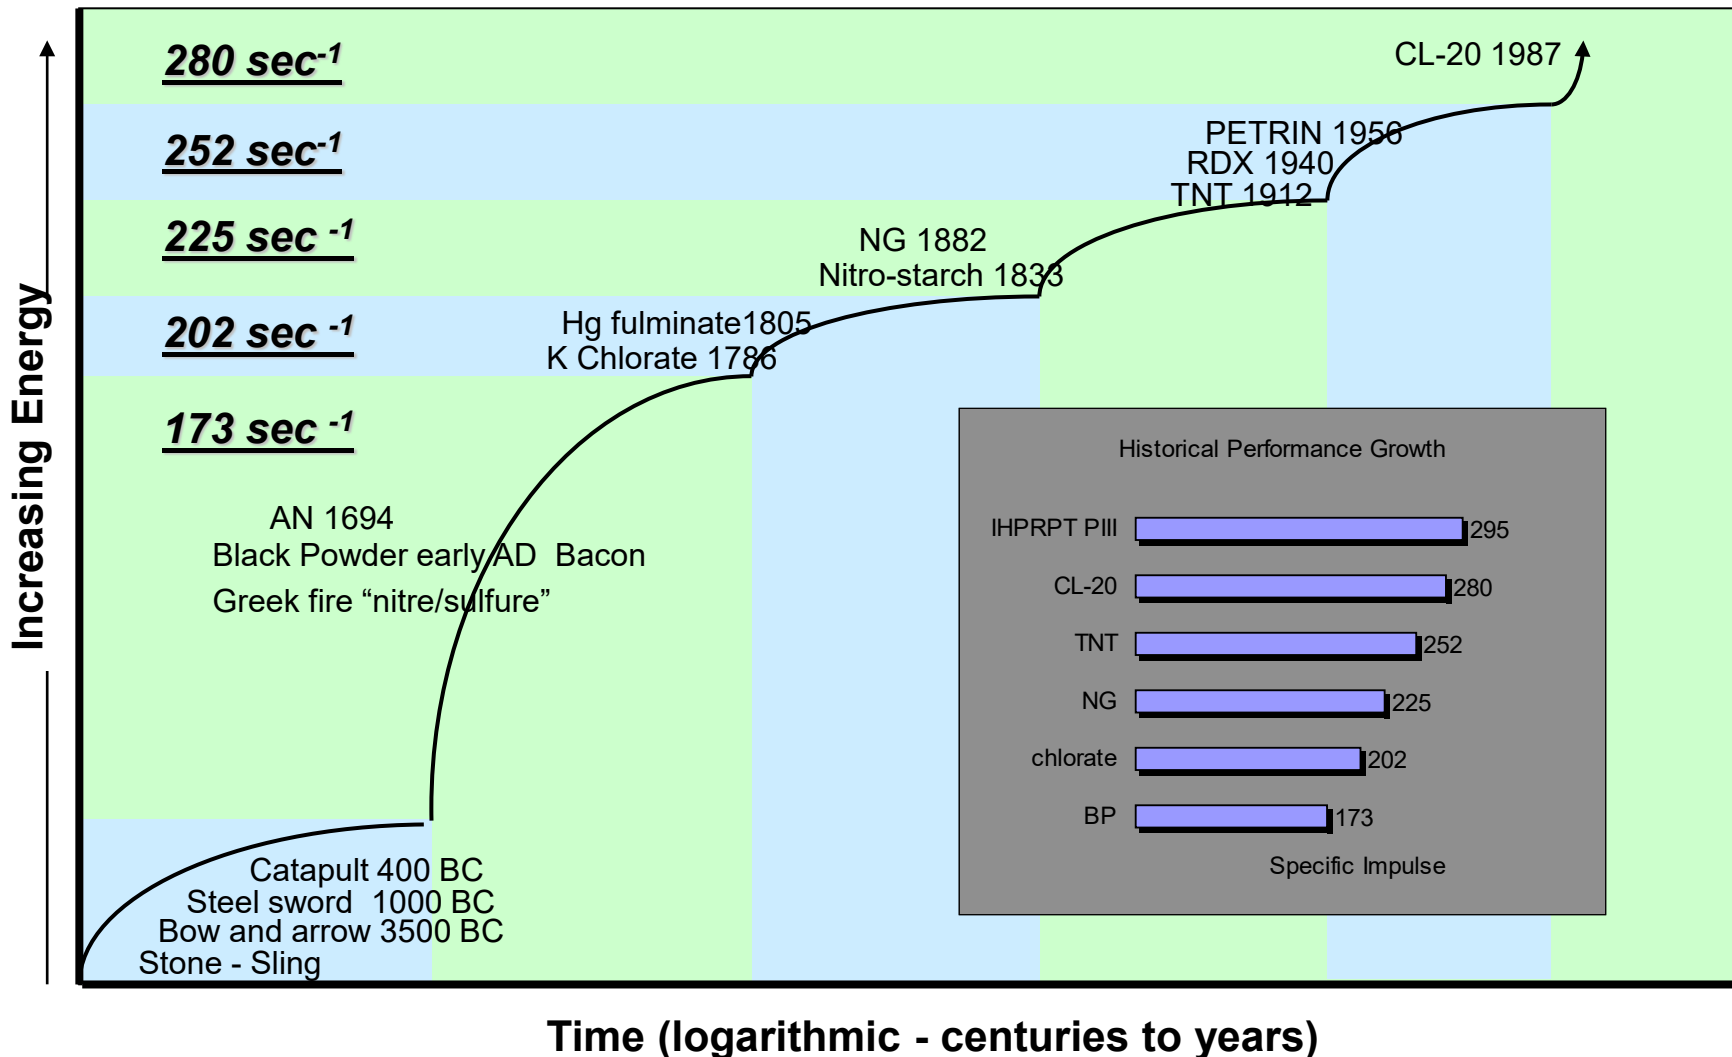 280 sec-1
CL-20 1987
252 sec-1
PETRIN 1956
RDX 1940
TNT 1912
225 sec -1
NG 1882
Nitro-starch 1833
202 sec -1
Hg fulminate1805
K Chlorate 1786
173 sec -1
AN 1694
Black Powder early AD  Bacon
Greek fire “nitre/sulfure”
Catapult 400 BC
Steel sword  1000 BC
Bow and arrow 3500 BC
Stone - Sling
Increasing Energy
Historical Performance Growth
IHPRPT PIII 295
CL-20 280
TNT 252
NG 225
chlorate 202
BP 173
Specific Impulse
Time (logarithmic - centuries to years)